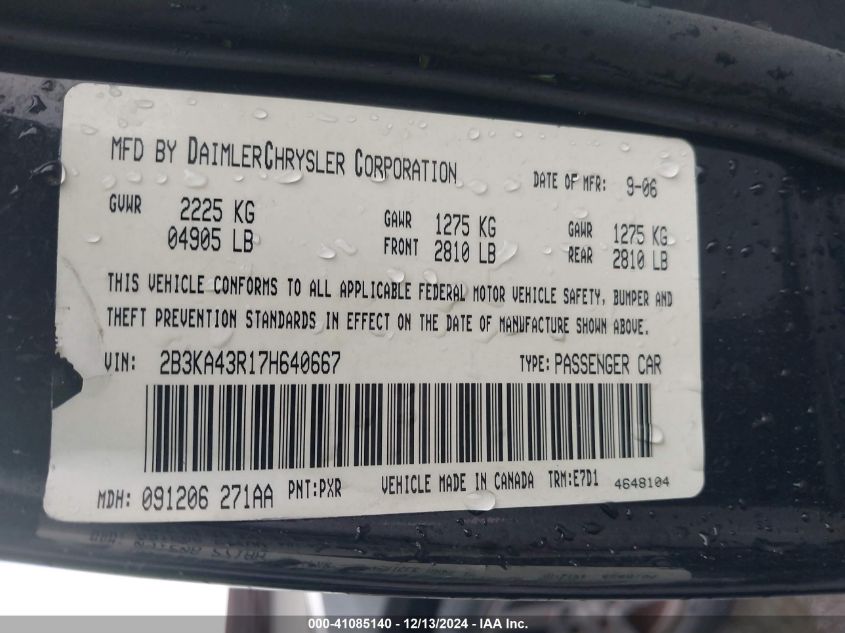 MFD BY DAIMLERCHRYSLER CORPORATION
DATE OF MFR: 9-06
GVWR 2225 KG 04905 LB
GAWR FRONT 1275 KG 2810 LB
GAWR REAR 1275 KG 2810 LB
THIS VEHICLE CONFORMS TO ALL APPLICABLE FEDERAL MOTOR VEHICLE SAFETY, BUMPER AND
THEFT PREVENTION STANDARDS IN EFFECT ON THE DATE OF MANUFACTURE SHOWN ABOVE.
VIN: 2B3KA43R17H640667 TYPE: PASSENGER CAR
MDH: 091206 271AA PNT:PXR VEHICLE MADE IN CANADA TRM:E7D1 4648104
000-41085140 - 12/13/2024 - IAA Inc.